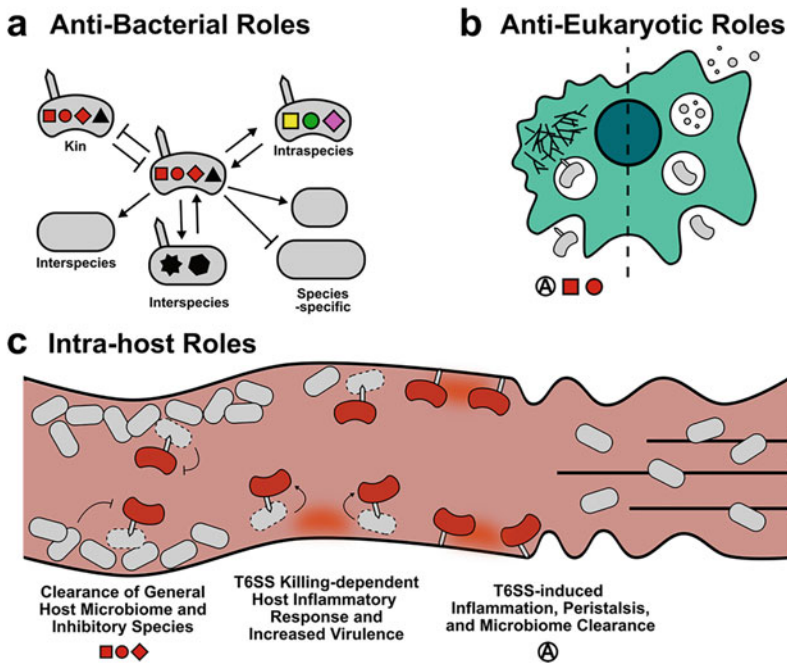 a Anti-Bacterial Roles
Kin
Intraspecies
Interspecies
Interspecies
Species
-specific
b Anti-Eukaryotic Roles
A
c Intra-host Roles
Clearance of General
Host Microbiome and
Inhibitory Species
T6SS Killing-dependent
Host Inflammatory
Response and
Increased Virulence
T6SS-induced
Inflammation, Peristalsis,
and Microbiome Clearance
A